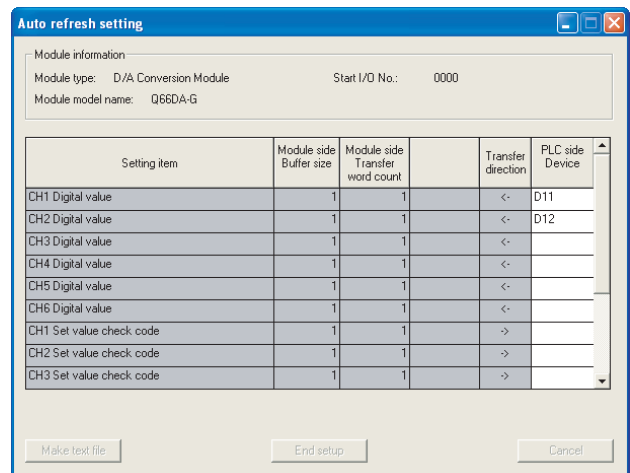 Auto refresh setting
Module information
Module type: D/A Conversion Module Start I/O No.: 0000
Module model name: Q66DA-G
Setting item Module side Buffer size Module side Transfer word count Transfer direction PLC side Device
CH1 Digital value 1 1 <- D11
CH2 Digital value 1 1 <- D12
CH3 Digital value 1 1 <-
CH4 Digital value 1 1 <-
CH5 Digital value 1 1 <-
CH6 Digital value 1 1 <-
CH1 Set value check code 1 1 ->
CH2 Set value check code 1 1 ->
CH3 Set value check code 1 1 ->
Make text file End setup Cancel